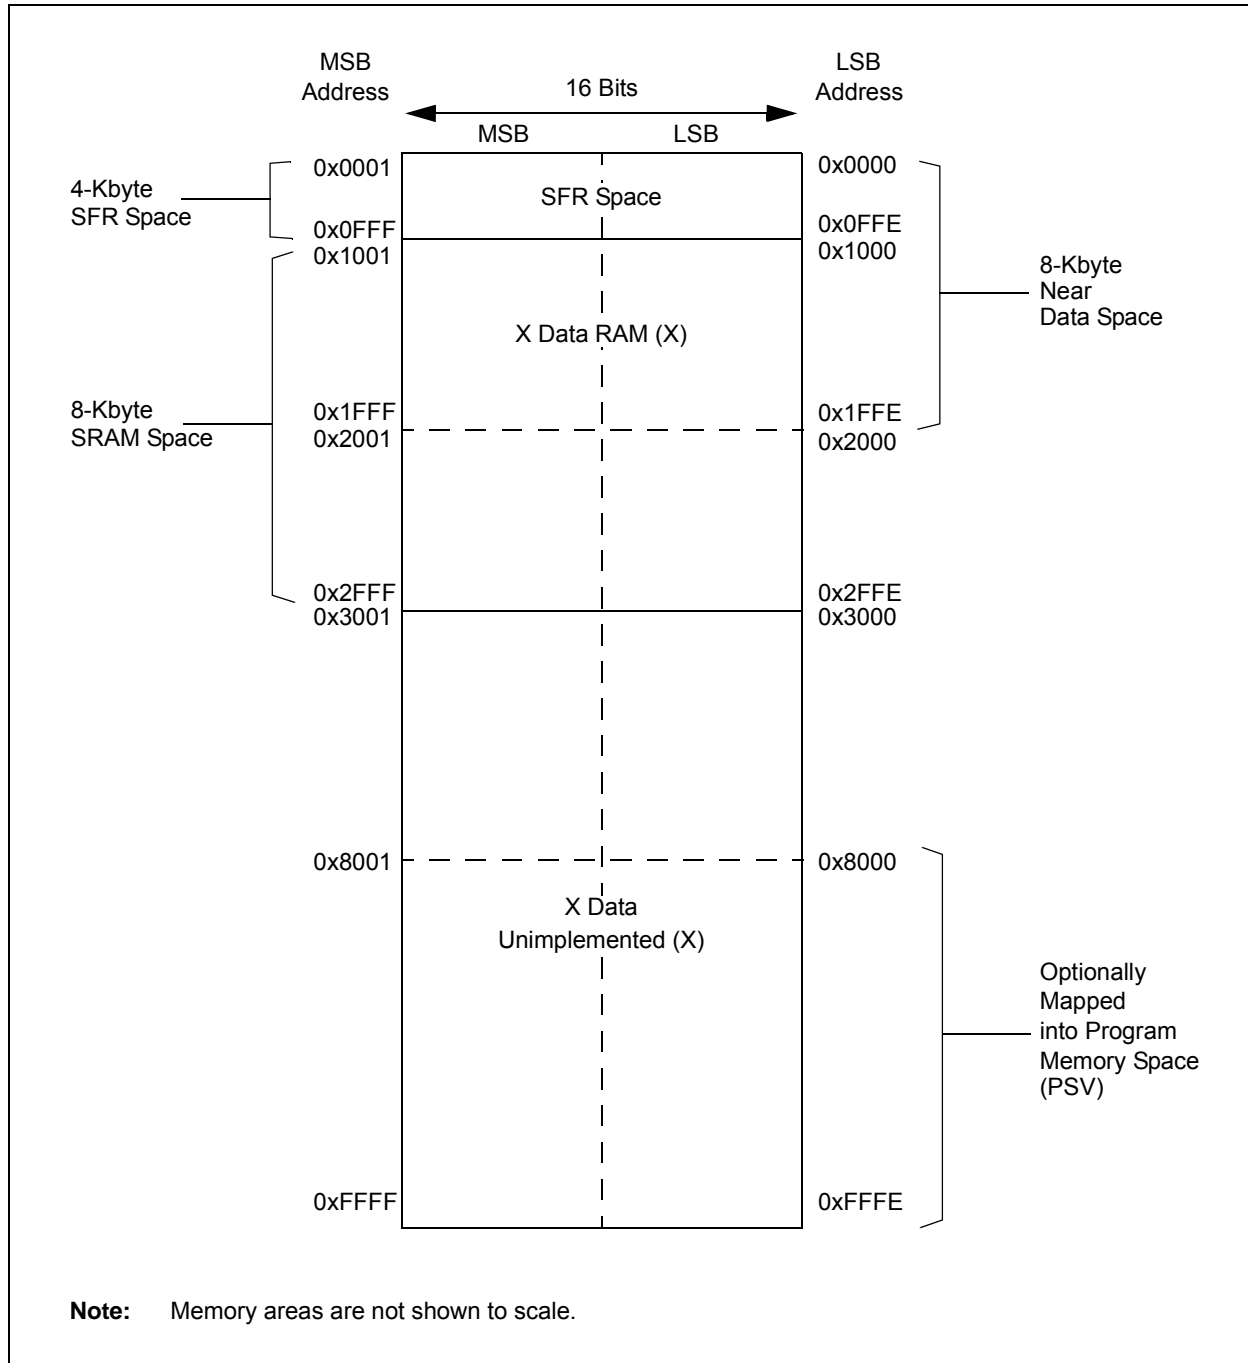 MSB
Address
16 Bits
LSB
Address
MSB
LSB
0x0001
0x0000
4-Kbyte
SFR Space
SFR Space
0x0FFF
0x0FFE
0x1001
0x1000
8-Kbyte
Near
Data Space
X Data RAM (X)
8-Kbyte
SRAM Space
0x1FFF
0x1FFE
0x2001
0x2000
0x2FFF
0x2FFE
0x3001
0x3000
0x8001
0x8000
X Data
Unimplemented (X)
Optionally
Mapped
into Program
Memory Space
(PSV)
0xFFFF
0xFFFE
Note: Memory areas are not shown to scale.